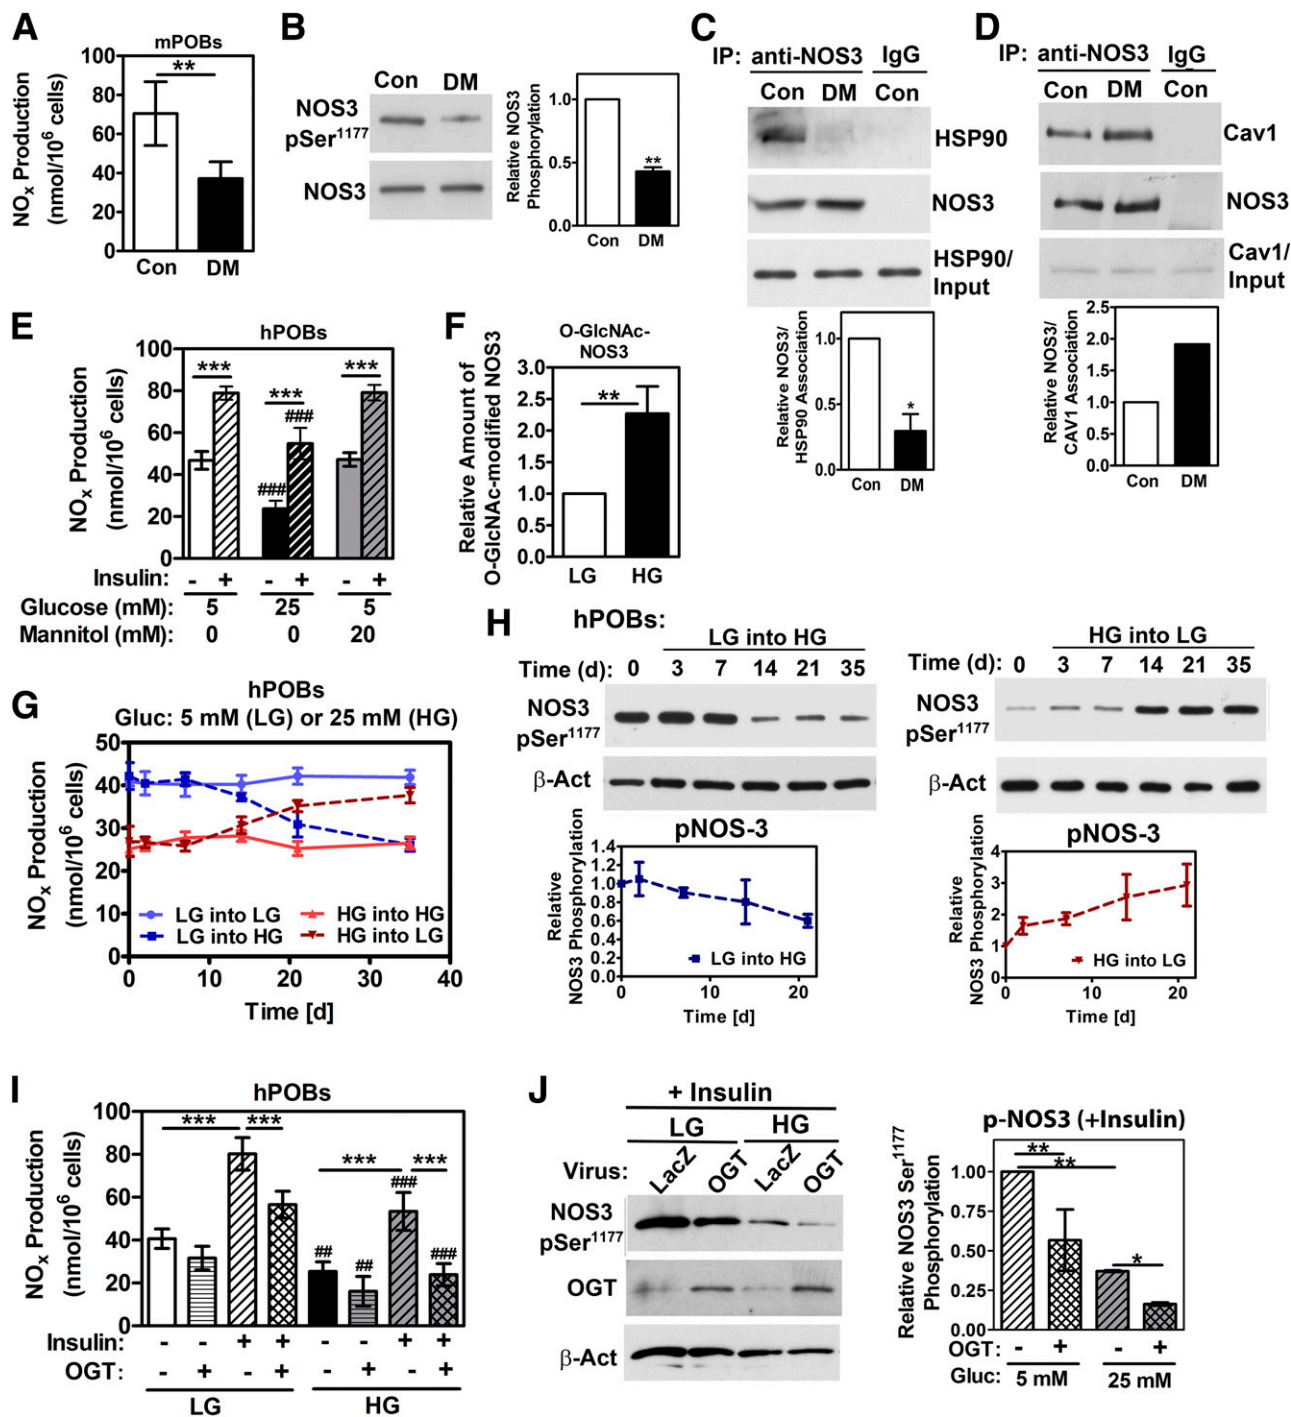 A
mPOBs
NOx Production
(nmol/10⁶ cells)
100
80
60
40
20
0
**
Con DM
B
Con DM
NOS3
pSer¹¹⁷⁷
NOS3
Relative NOS3
Phosphorylation
1.0
0.5
0.0
**
Con DM
C
IP: anti-NOS3 IgG
Con DM Con
HSP90
NOS3
HSP90/
Input
Relative NOS3/
HSP90 Association
1.0
0.5
0.0
*
Con DM
D
IP: anti-NOS3 IgG
Con DM Con
Cav1
NOS3
Cav1/
Input
Relative NOS3/
CAV1 Association
2.5
2.0
1.5
1.0
0.5
0.0
Con DM
E
hPOBs
NOx Production
(nmol/10⁶ cells)
100
80
60
40
20
0
*** *** ***
### ###
Insulin: - + - + - +
Glucose (mM): 5 25 5
Mannitol (mM): 0 0 20
F
O-GlcNAc-
NOS3
Relative Amount of
O-GlcNAc-modified NOS3
3.0
2.5
2.0
1.5
1.0
0.5
0.0
**
LG HG
G
hPOBs
Gluc: 5 mM (LG) or 25 mM (HG)
NOx Production
(nmol/10⁶ cells)
50
40
30
20
10
0
LG into LG HG into HG
LG into HG HG into LG
0 10 20 30 40
Time [d]
H
hPOBs:
LG into HG
Time (d): 0 3 7 14 21 35
NOS3
pSer¹¹⁷⁷
β-Act
pNOS-3
Relative
NOS3 Phosphorylation
1.4
1.2
1.0
0.8
0.6
0.4
0.2
0.0
LG into HG
0 10 20
Time [d]
HG into LG
Time (d): 0 3 7 14 21 35
NOS3
pSer¹¹⁷⁷
β-Act
pNOS-3
Relative
NOS3 Phosphorylation
4
3
2
1
0
HG into LG
0 10 20
Time [d]
I
hPOBs
NOx Production
(nmol/10⁶ cells)
100
80
60
40
20
0
*** *** *** ***
## ## ### ###
Insulin: - - + + - - + +
OGT: - + - + - + - +
LG HG
J
+ Insulin
LG HG
Virus: LacZ OGT LacZ OGT
NOS3
pSer¹¹⁷⁷
OGT
β-Act
p-NOS3 (+Insulin)
Relative NOS3 Ser¹¹⁷⁷
Phosphorylation
1.00
0.75
0.50
0.25
0.00
**
**
*
OGT: - + - +
Gluc: 5 mM 25 mM